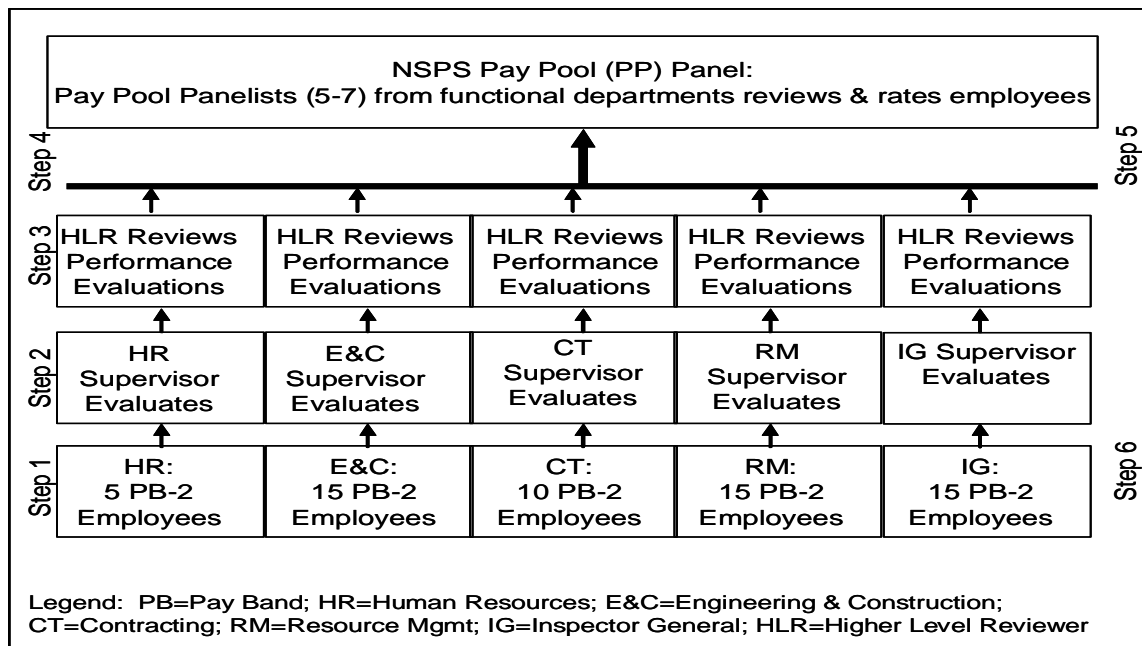 NSPS Pay Pool (PP) Panel:
Pay Pool Panelists (5-7) from functional departments reviews & rates employees
Step 4
Step 5
Step 3
HLR Reviews
Performance
Evaluations
HLR Reviews
Performance
Evaluations
HLR Reviews
Performance
Evaluations
HLR Reviews
Performance
Evaluations
HLR Reviews
Performance
Evaluations
Step 2
HR
Supervisor
Evaluates
E&C
Supervisor
Evaluates
CT
Supervisor
Evaluates
RM
Supervisor
Evaluates
IG Supervisor
Evaluates
Step 1
HR:
5 PB-2
Employees
E&C:
15 PB-2
Employees
CT:
10 PB-2
Employees
RM:
15 PB-2
Employees
IG:
15 PB-2
Employees
Step 6
Legend: PB=Pay Band; HR=Human Resources; E&C=Engineering & Construction;
CT=Contracting; RM=Resource Mgmt; IG=Inspector General; HLR=Higher Level Reviewer